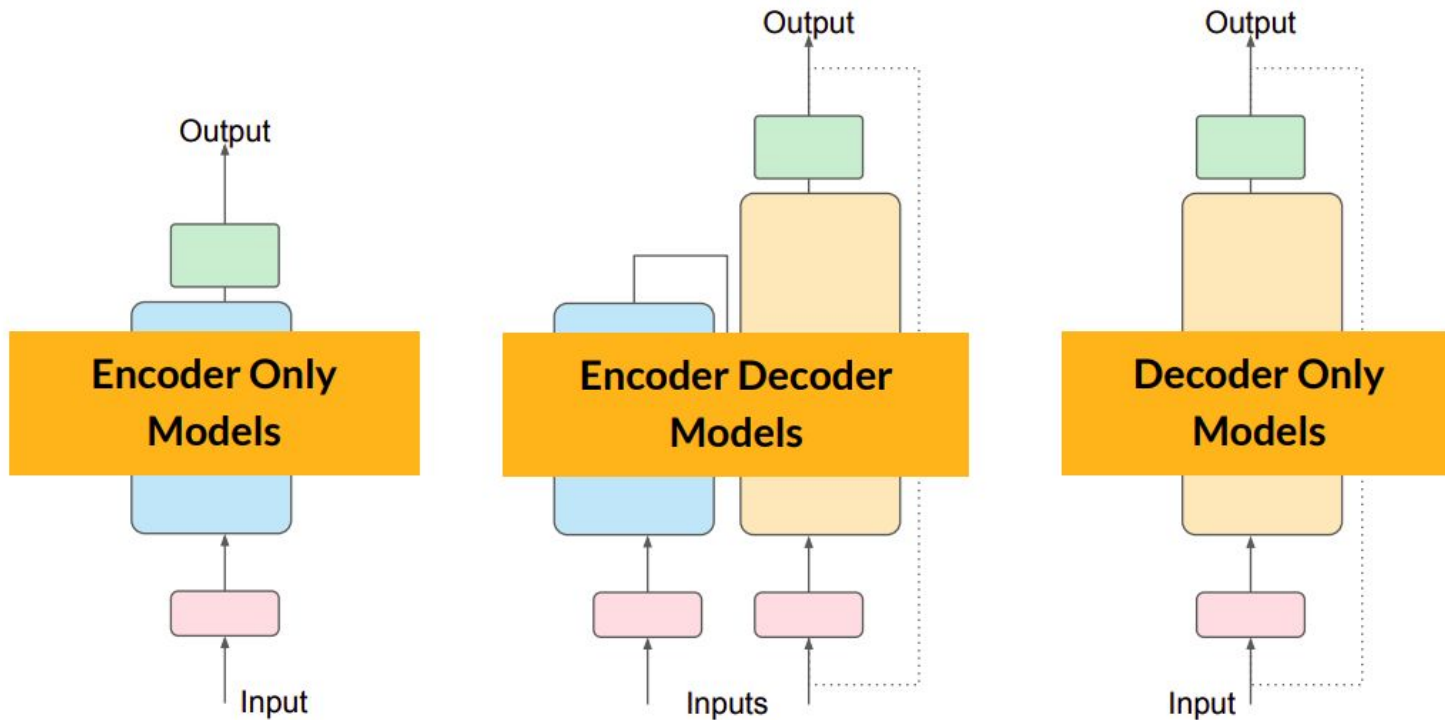 Output
Output
Output
Encoder Only
Models
Encoder Decoder
Models
Decoder Only
Models
Input
Inputs
Input